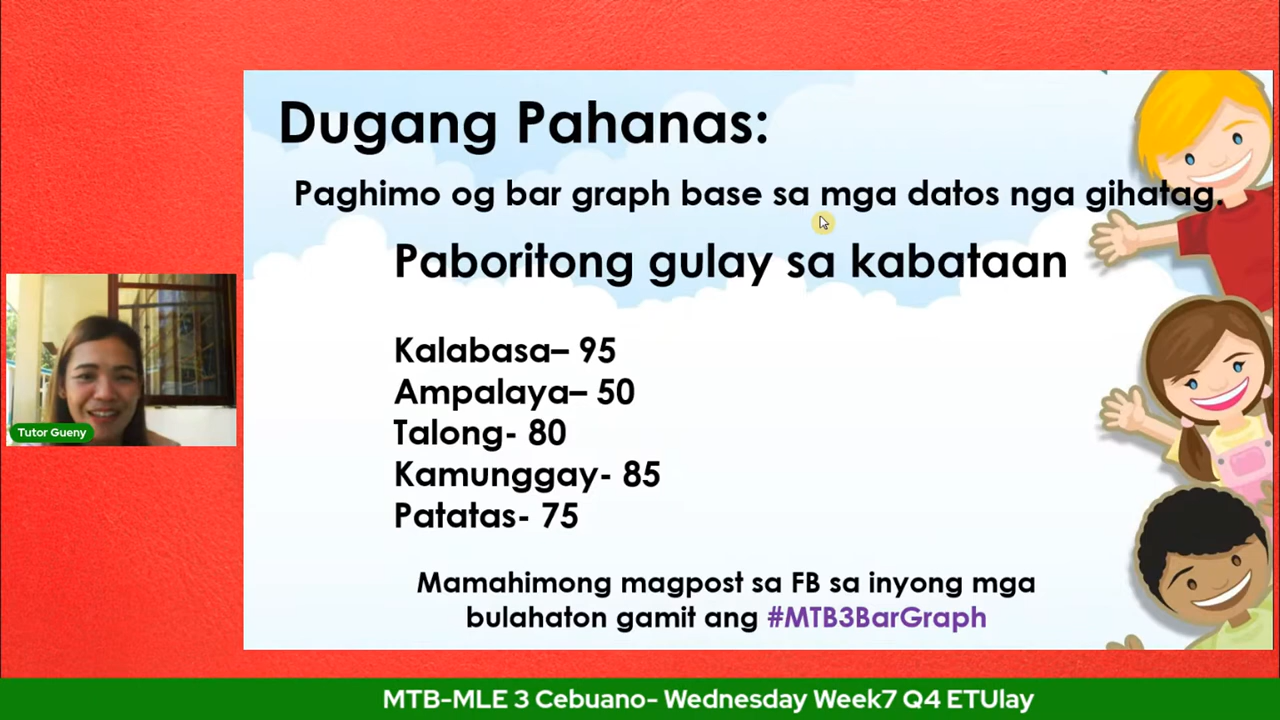 Dugang Pahanas:
Paghimo og bar graph base sa mga datos nga gihatag.
Paboritong gulay sa kabataan
Kalabasa– 95
Ampalaya– 50
Talong- 80
Kamunggay- 85
Patatas- 75
Mamahimong magpost sa FB sa inyong mga
bulahaton gamit ang #MTB3BarGraph
Tutor Gueny
MTB-MLE 3 Cebuano- Wednesday Week7 Q4 ETUlay